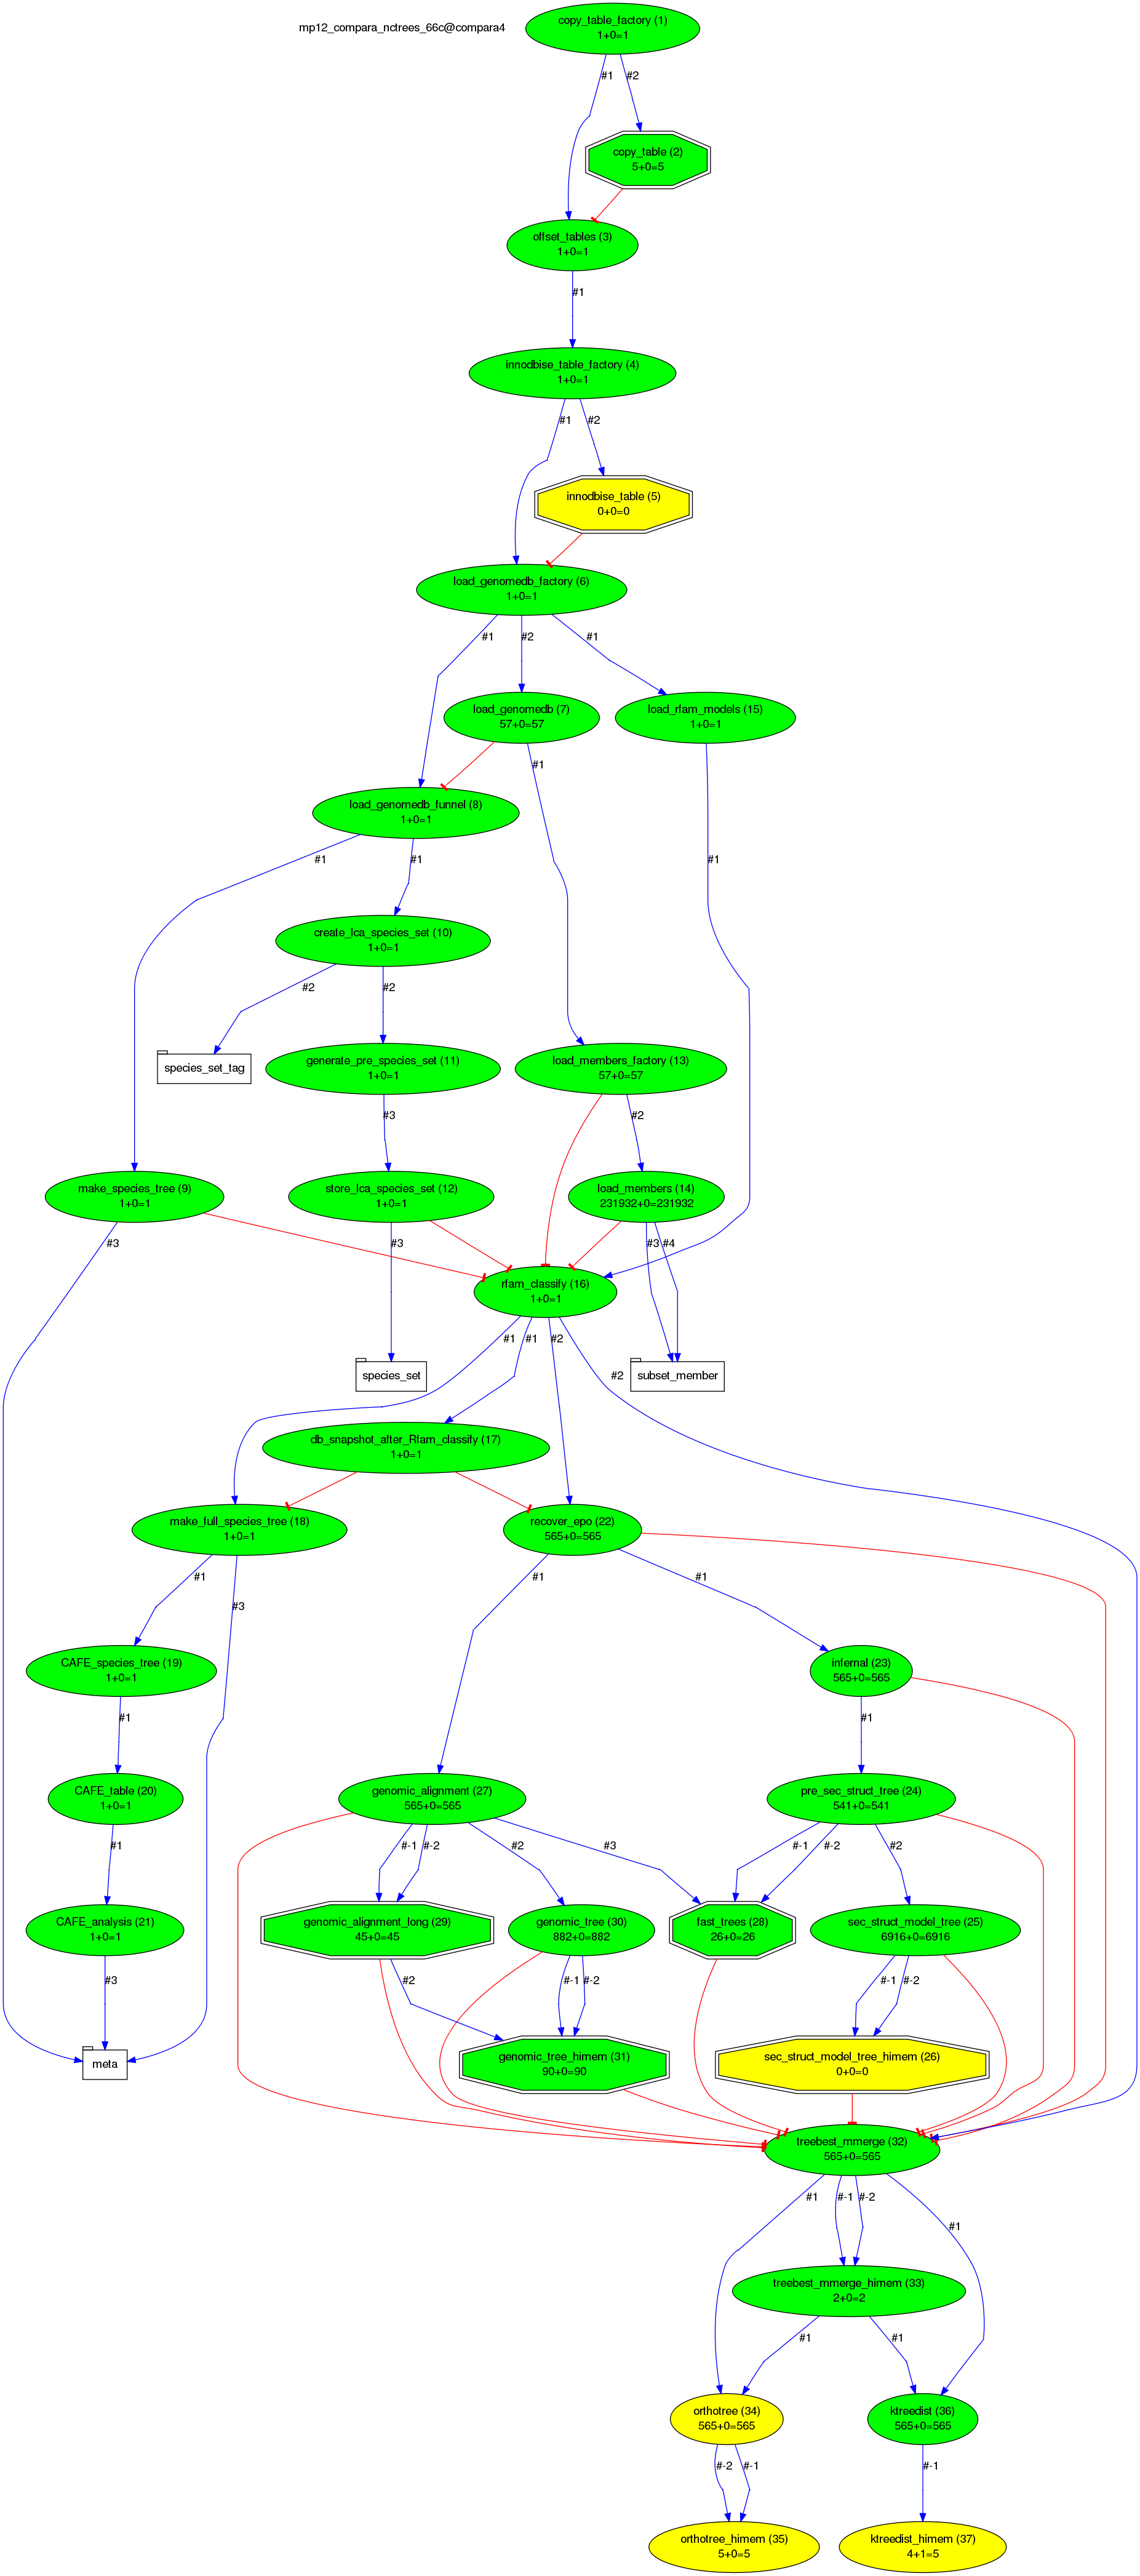 mp12_compara_nctrees_66c@compara4
copy_table_factory (1)
1+0=1
#1
#2
copy_table (2)
5+0=5
offset_tables (3)
1+0=1
#1
innodbise_table_factory (4)
1+0=1
#1
#2
innodbise_table (5)
0+0=0
load_genomedb_factory (6)
1+0=1
#1
#2
#1
load_genomedb (7)
57+0=57
load_rfam_models (15)
1+0=1
#1
load_genomedb_funnel (8)
1+0=1
#1
#1
#1
create_lca_species_set (10)
1+0=1
#2
#2
species_set_tag
generate_pre_species_set (11)
1+0=1
load_members_factory (13)
57+0=57
#3
#2
make_species_tree (9)
1+0=1
store_lca_species_set (12)
1+0=1
load_members (14)
231932+0=231932
#3
#3
#3
#4
rfam_classify (16)
1+0=1
#1
#1
#2
#2
species_set
subset_member
db_snapshot_after_Rfam_classify (17)
1+0=1
make_full_species_tree (18)
1+0=1
recover_epo (22)
565+0=565
#1
#3
#1
#1
CAFE_species_tree (19)
1+0=1
infernal (23)
565+0=565
#1
#1
CAFE_table (20)
1+0=1
genomic_alignment (27)
565+0=565
pre_sec_struct_tree (24)
541+0=541
#1
#-1
#-2
#2
#3
#-1
#-2
#2
CAFE_analysis (21)
1+0=1
genomic_alignment_long (29)
45+0=45
genomic_tree (30)
882+0=882
fast_trees (28)
26+0=26
sec_struct_model_tree (25)
6916+0=6916
#3
#2
#-1
#-2
#-1
#-2
meta
genomic_tree_himem (31)
90+0=90
sec_struct_model_tree_himem (26)
0+0=0
treebest_mmerge (32)
565+0=565
#1
#-1
#-2
#1
treebest_mmerge_himem (33)
2+0=2
#1
#1
orthotree (34)
565+0=565
ktreedist (36)
565+0=565
#-2
#-1
#-1
orthotree_himem (35)
5+0=5
ktreedist_himem (37)
4+1=5